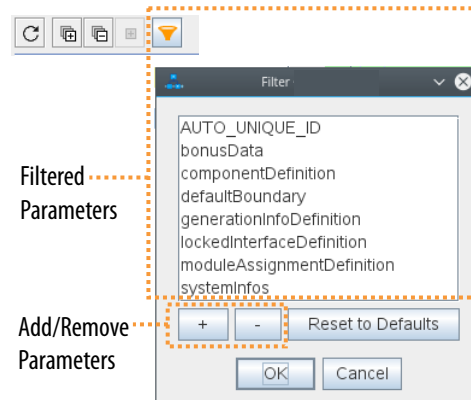 Filter
AUTO_UNIQUE_ID
bonusData
componentDefinition
defaultBoundary
generationInfoDefinition
lockedInterfaceDefinition
moduleAssignmentDefinition
systemInfos
Filtered
Parameters
Add/Remove
Parameters
+ - Reset to Defaults
OK Cancel